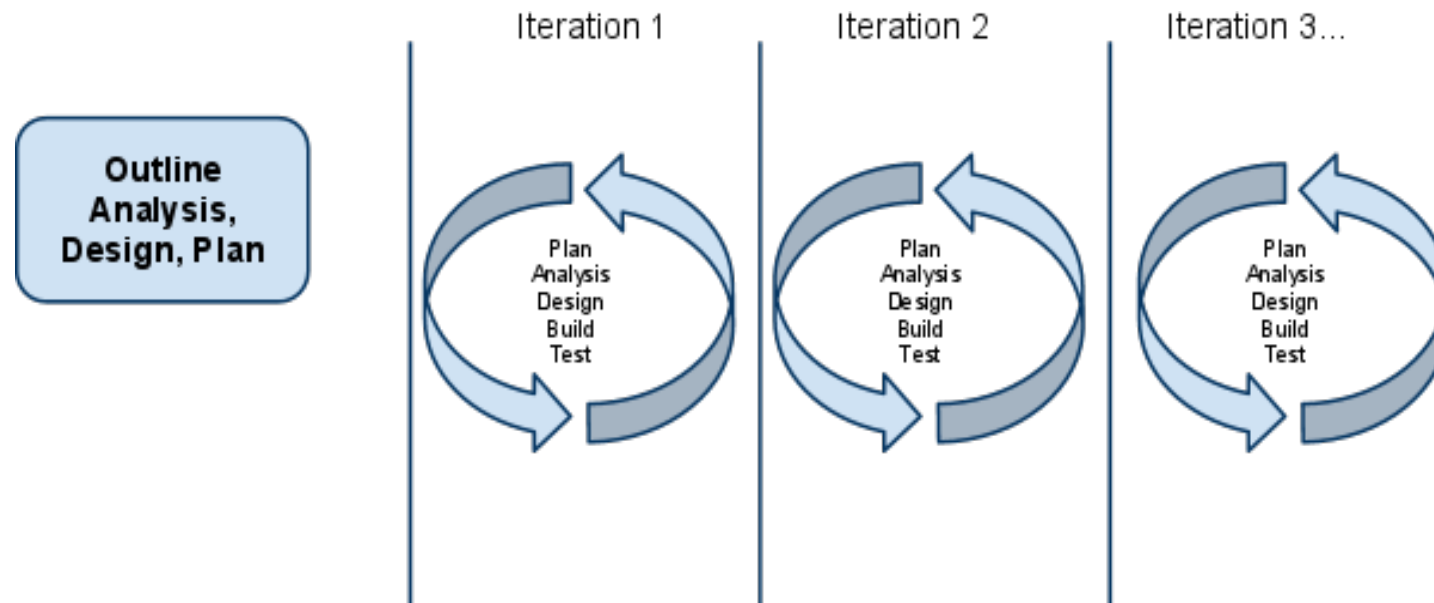 Iteration 1
Iteration 2
Iteration 3...
Outline
Analysis,
Design, Plan
Plan
Analysis
Design
Build
Test
Plan
Analysis
Design
Build
Test
Plan
Analysis
Design
Build
Test